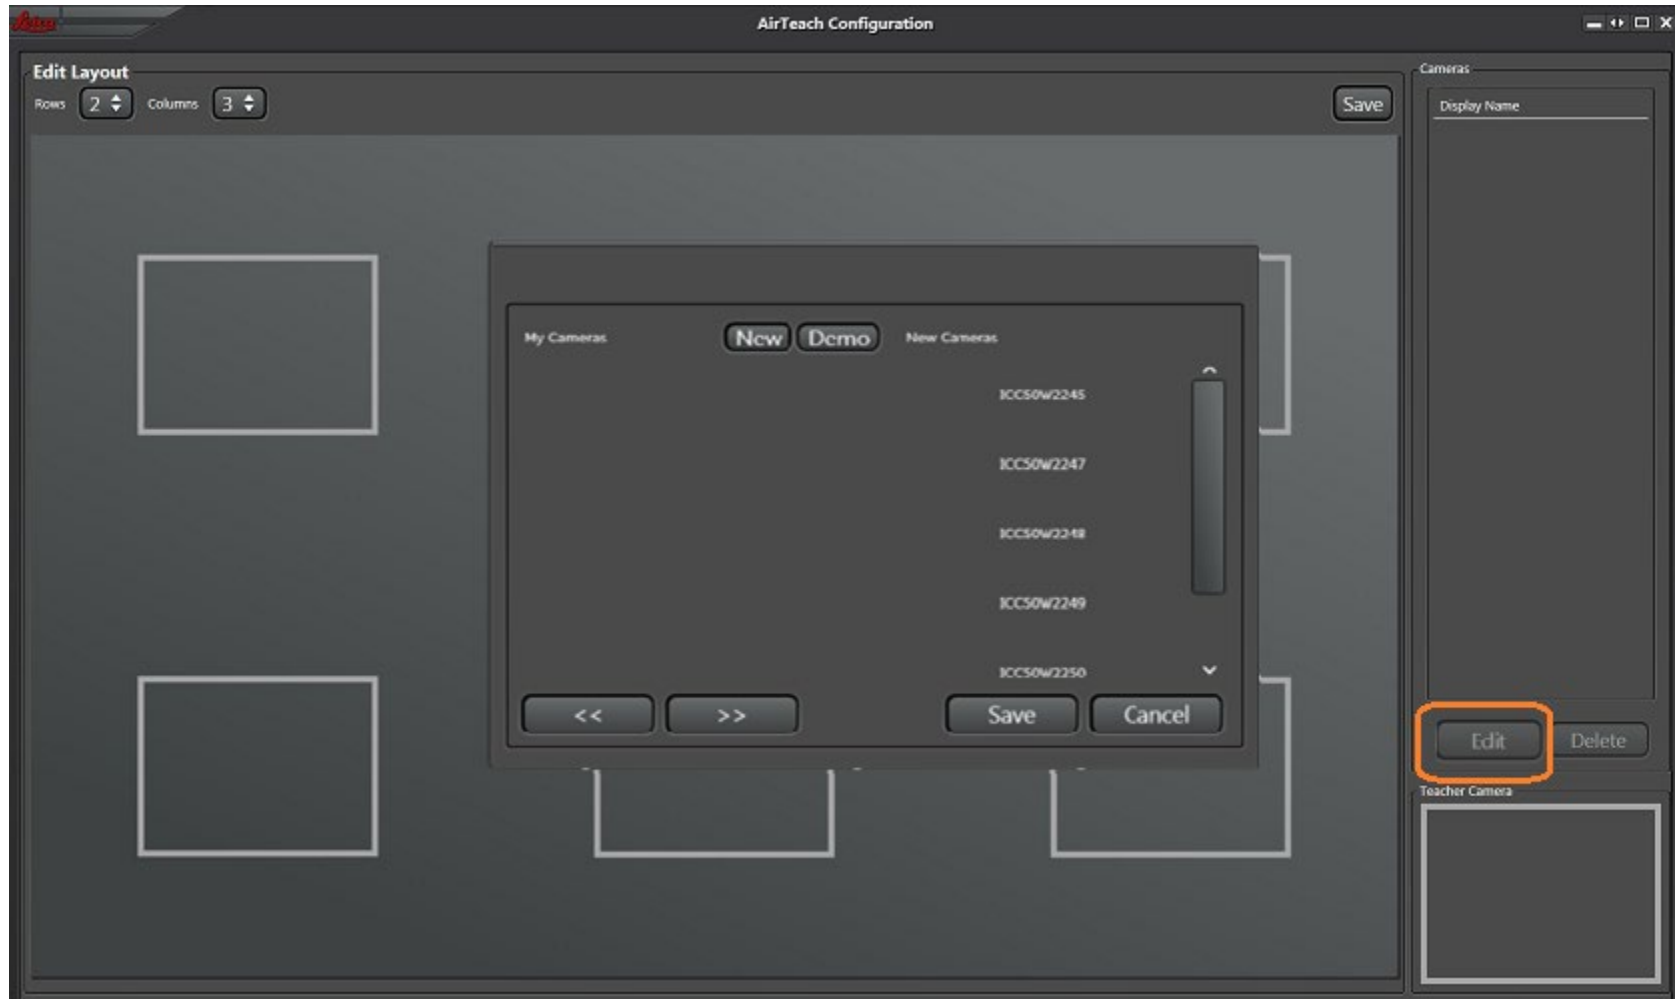 Leica
AirTeach Configuration
Edit Layout
Rows 2 Columns 3 Save
My Cameras New Demo New Cameras
ICC50W2245
ICC50W2247
ICC50W2248
ICC50W2249
ICC50W2250
<< >> Save Cancel
Cameras
Display Name
Edit Delete
Teacher Camera